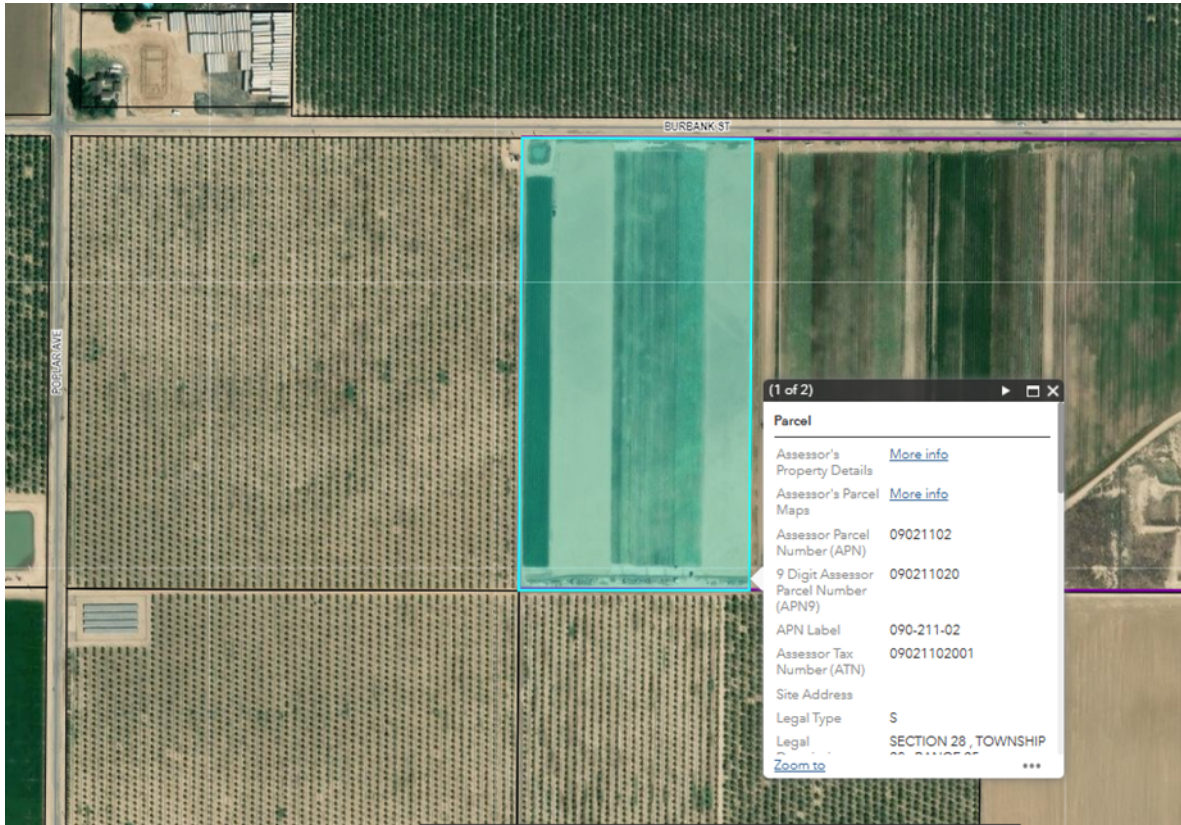 BURBANK ST
POPLAR AVE
(1 of 2)
Parcel
Assessor's
Property Details
More info
Assessor's Parcel
Maps
More info
Assessor Parcel
Number (APN)
09021102
9 Digit Assessor
Parcel Number
(APN9)
090211020
APN Label
090-211-02
Assessor Tax
Number (ATN)
09021102001
Site Address
Legal Type
S
Legal
SECTION 28 , TOWNSHIP
Zoom to